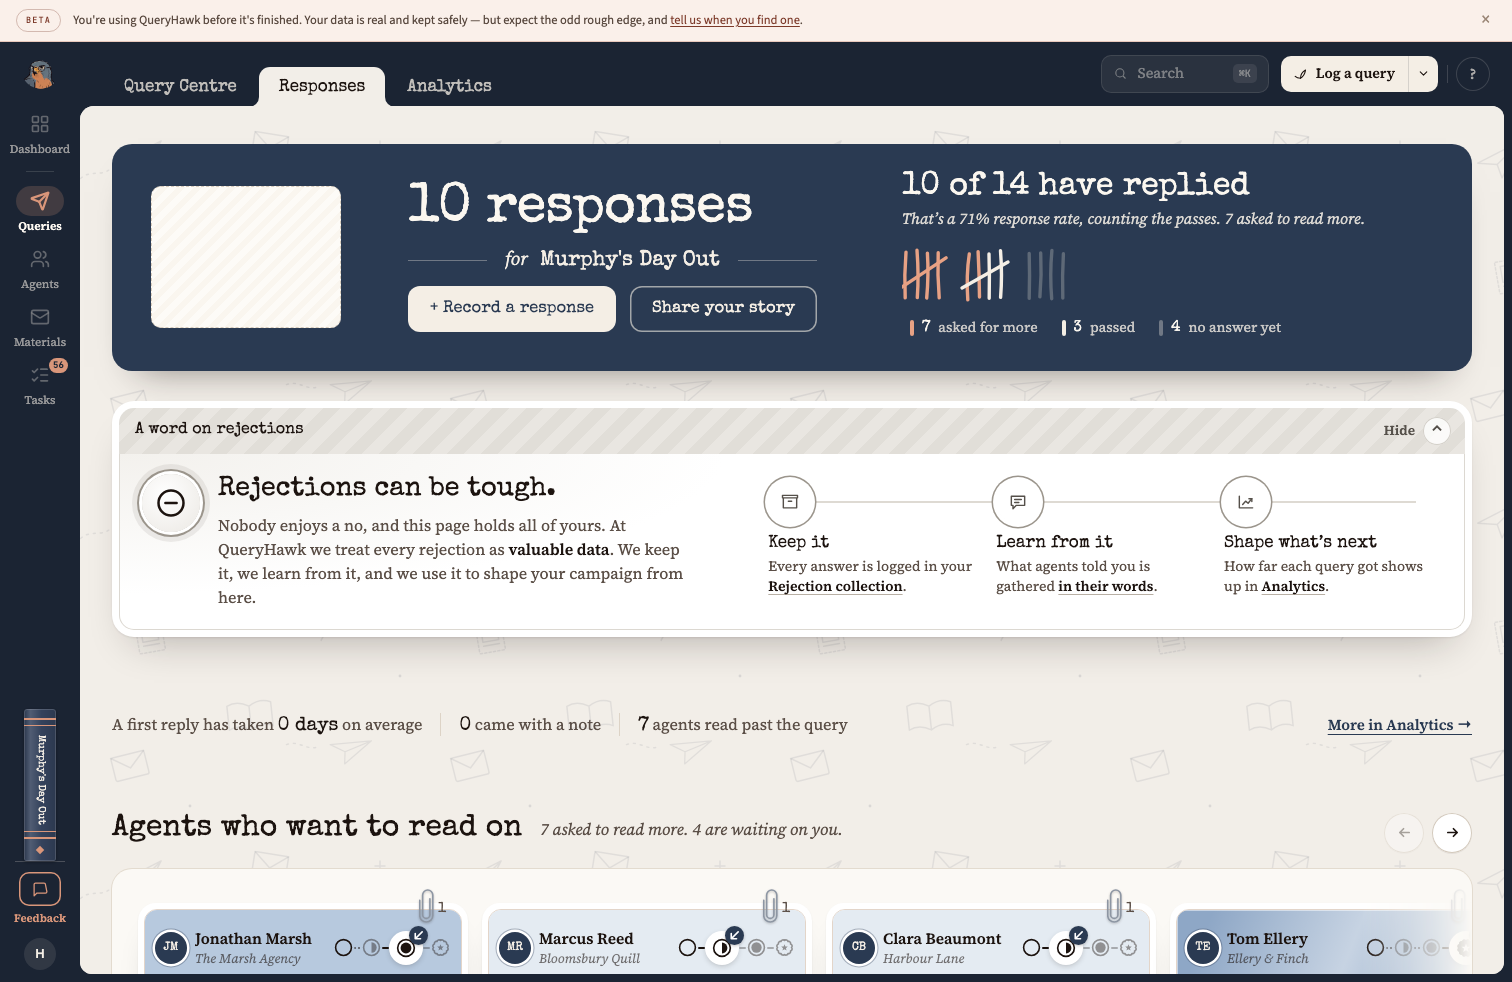 BETA You're using QueryHawk before it's finished. Your data is real and kept safely — but expect the odd rough edge, and tell us when you find one. ×
Query Centre Responses Analytics Search ⌘K Log a query ?
Dashboard
Queries
Agents
Materials
56
Tasks
Murphy's Day Out
Feedback
H
10 responses
for Murphy's Day Out
+ Record a response Share your story
10 of 14 have replied
That's a 71% response rate, counting the passes. 7 asked to read more.
7 asked for more 3 passed 4 no answer yet
A word on rejections Hide
Rejections can be tough.
Nobody enjoys a no, and this page holds all of yours. At
QueryHawk we treat every rejection as valuable data. We keep
it, we learn from it, and we use it to shape your campaign from
here.
Keep it
Every answer is logged in your
Rejection collection.
Learn from it
What agents told you is
gathered in their words.
Shape what's next
How far each query got shows
up in Analytics.
A first reply has taken 0 days on average 0 came with a note 7 agents read past the query More in Analytics →
Agents who want to read on 7 asked to read more. 4 are waiting on you. ← →
1
JM Jonathan Marsh
The Marsh Agency
1
MR Marcus Reed
Bloomsbury Quill
1
CB Clara Beaumont
Harbour Lane
TE Tom Ellery
Ellery & Finch